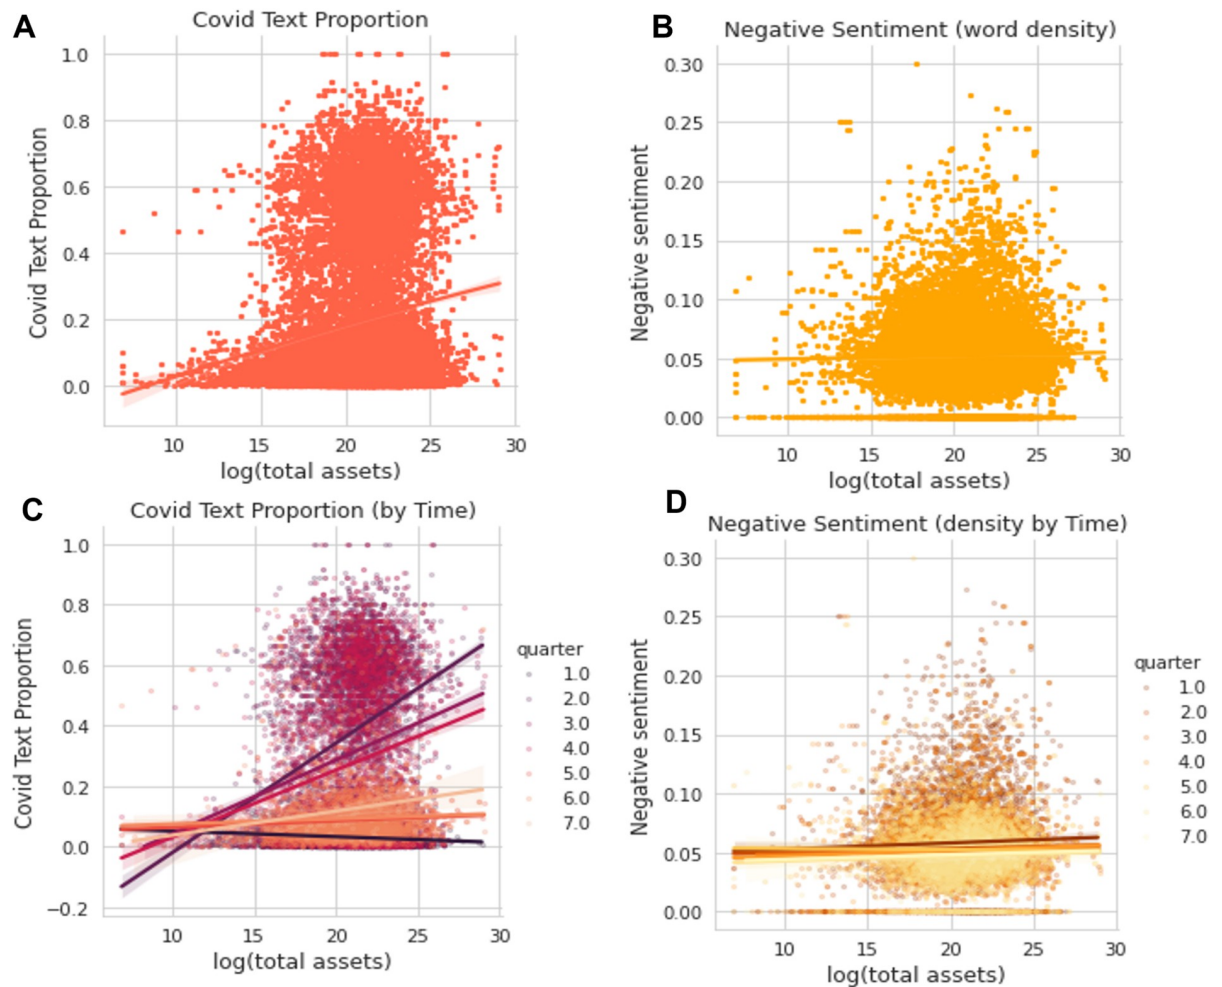 A
Covid Text Proportion
1.0
0.8
0.6
0.4
0.2
0.0
Covid Text Proportion
10 15 20 25 30
log(total assets)
B
Negative Sentiment (word density)
0.30
0.25
0.20
0.15
0.10
0.05
0.00
Negative sentiment
10 15 20 25 30
log(total assets)
C
Covid Text Proportion (by Time)
1.0
0.8
0.6
0.4
0.2
0.0
−0.2
Covid Text Proportion
10 15 20 25 30
log(total assets)
quarter
1.0
2.0
3.0
4.0
5.0
6.0
7.0
D
Negative Sentiment (density by Time)
0.30
0.25
0.20
0.15
0.10
0.05
0.00
Negative sentiment
10 15 20 25 30
log(total assets)
quarter
1.0
2.0
3.0
4.0
5.0
6.0
7.0